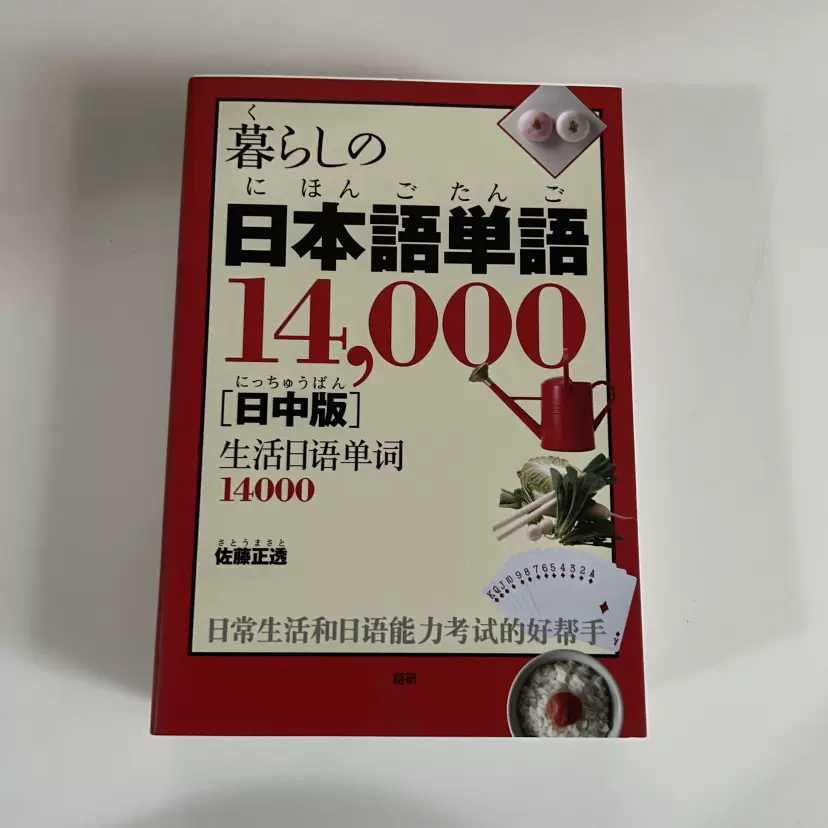 く
暮らしの
にほんごたんご
日本語単語
14,000
にっちゅうばん
[日中版]
生活日语单词
14000
さとうまさと
佐藤正透
KQJ1098765432A
A
日常生活和日语能力考试的好帮手
語研